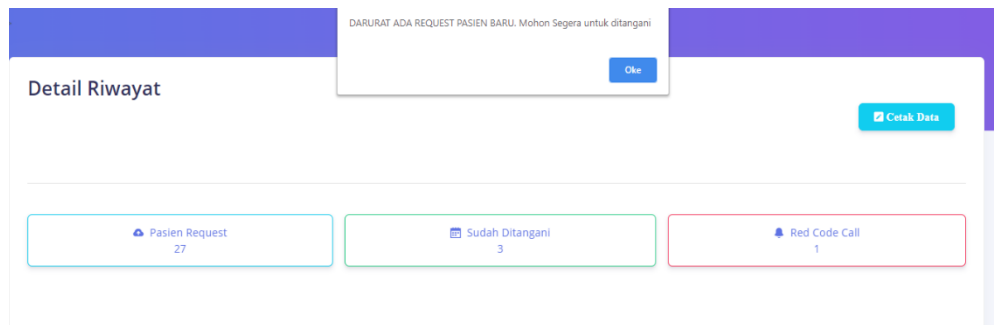 DARURAT ADA REQUEST PASIEN BARU. Mohon Segera untuk ditangani
Oke
Detail Riwayat
Cetak Data
Pasien Request
27
Sudah Ditangani
3
Red Code Call
1